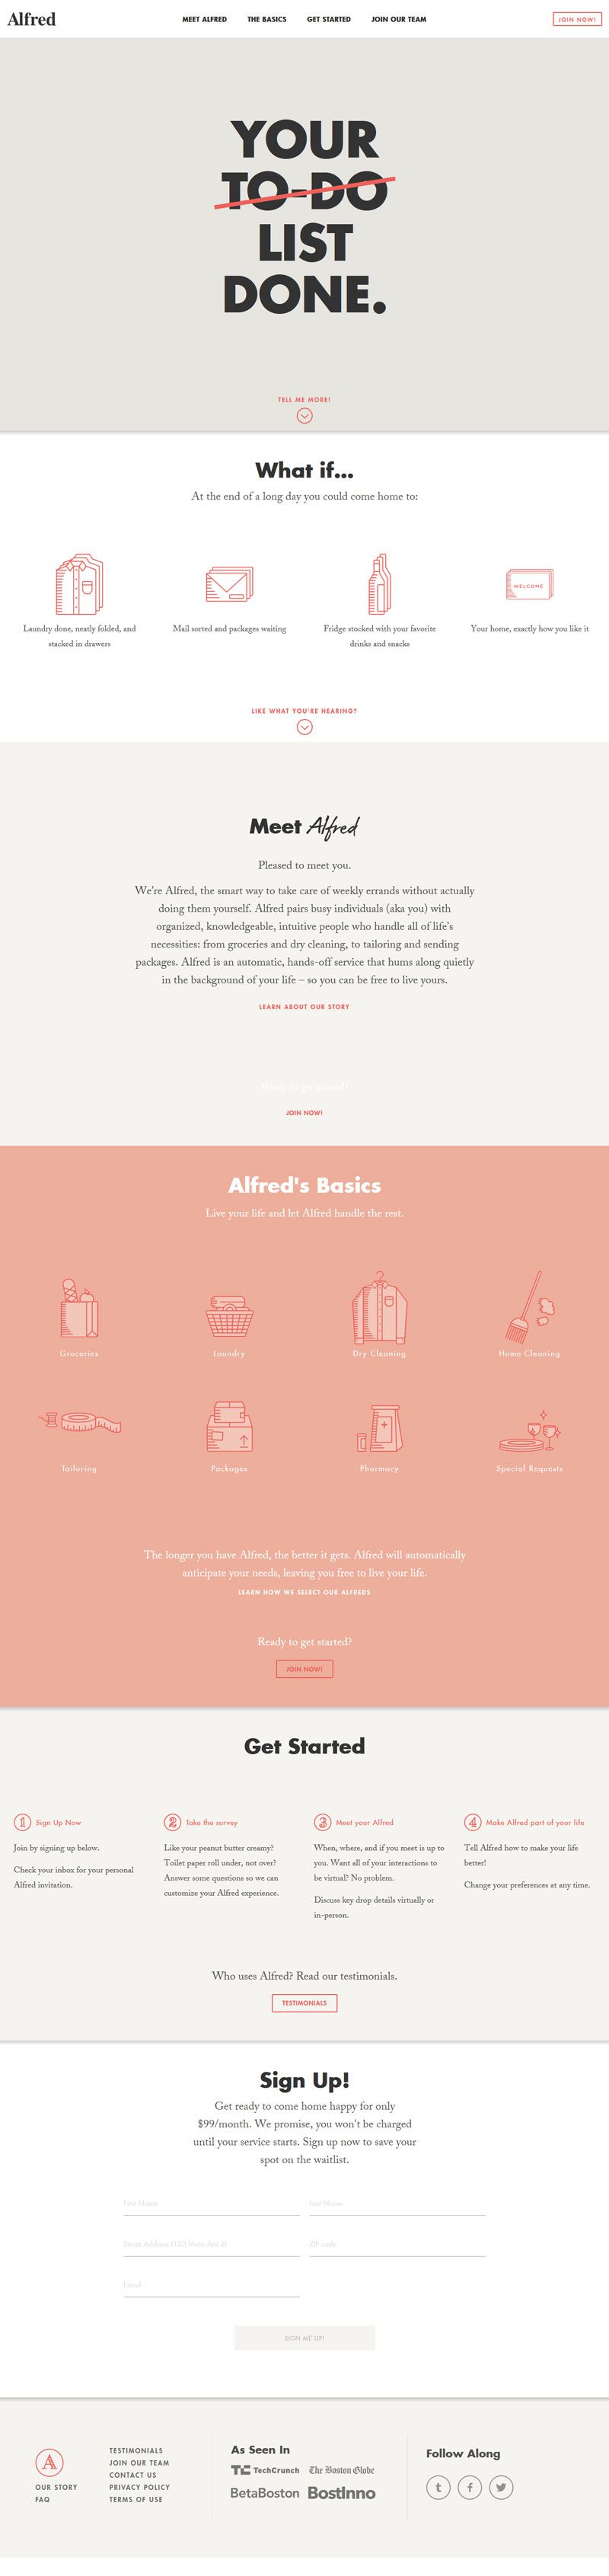 Alfred
MEET ALFRED THE BASICS GET STARTED JOIN OUR TEAM
JOIN NOW!
YOUR
TO-DO
LIST
DONE.
TELL ME MORE!
What if...
At the end of a long day you could come home to:
WELCOME
Laundry done, neatly folded, and
stacked in drawers
Mail sorted and packages waiting
Fridge stocked with your favorite
drinks and snacks
Your home, exactly how you like it
LIKE WHAT YOU'RE HEARING?
Meet Alfred
Pleased to meet you.
We're Alfred, the smart way to take care of weekly errands without actually
doing them yourself. Alfred pairs busy individuals (aka you) with
organized, knowledgeable, intuitive people who handle all of life's
necessities: from groceries and dry cleaning, to tailoring and sending
packages. Alfred is an automatic, hands-off service that hums along quietly
in the background of your life – so you can be free to live yours.
LEARN ABOUT OUR STORY
Ready to get started?
JOIN NOW!
Alfred's Basics
Live your life and let Alfred handle the rest.
Groceries
Laundry
Dry Cleaning
Home Cleaning
Tailoring
Packages
Pharmacy
Special Requests
The longer you have Alfred, the better it gets. Alfred will automatically
anticipate your needs, leaving you free to live your life.
LEARN HOW WE SELECT OUR ALFREDS
Ready to get started?
JOIN NOW!
Get Started
1 Sign Up Now
Join by signing up below.
Check your inbox for your personal
Alfred invitation.
2 Take the survey
Like your peanut butter creamy?
Toilet paper roll under, not over?
Answer some questions so we can
customize your Alfred experience.
3 Meet your Alfred
When, where, and if you meet is up to
you. Want all of your interactions to
be virtual? No problem.
Discuss key drop details virtually or
in-person.
4 Make Alfred part of your life
Tell Alfred how to make your life
better!
Change your preferences at any time.
Who uses Alfred? Read our testimonials.
TESTIMONIALS
Sign Up!
Get ready to come home happy for only
$99/month. We promise, you won't be charged
until your service starts. Sign up now to save your
spot on the waitlist.
First Name
Last Name
Street Address (123 Main Apt 2)
ZIP code
Email
SIGN ME UP!
A
OUR STORY
FAQ
TESTIMONIALS
JOIN OUR TEAM
CONTACT US
PRIVACY POLICY
TERMS OF USE
As Seen In
TC TechCrunch The Boston Globe
BetaBoston BostInno
Follow Along